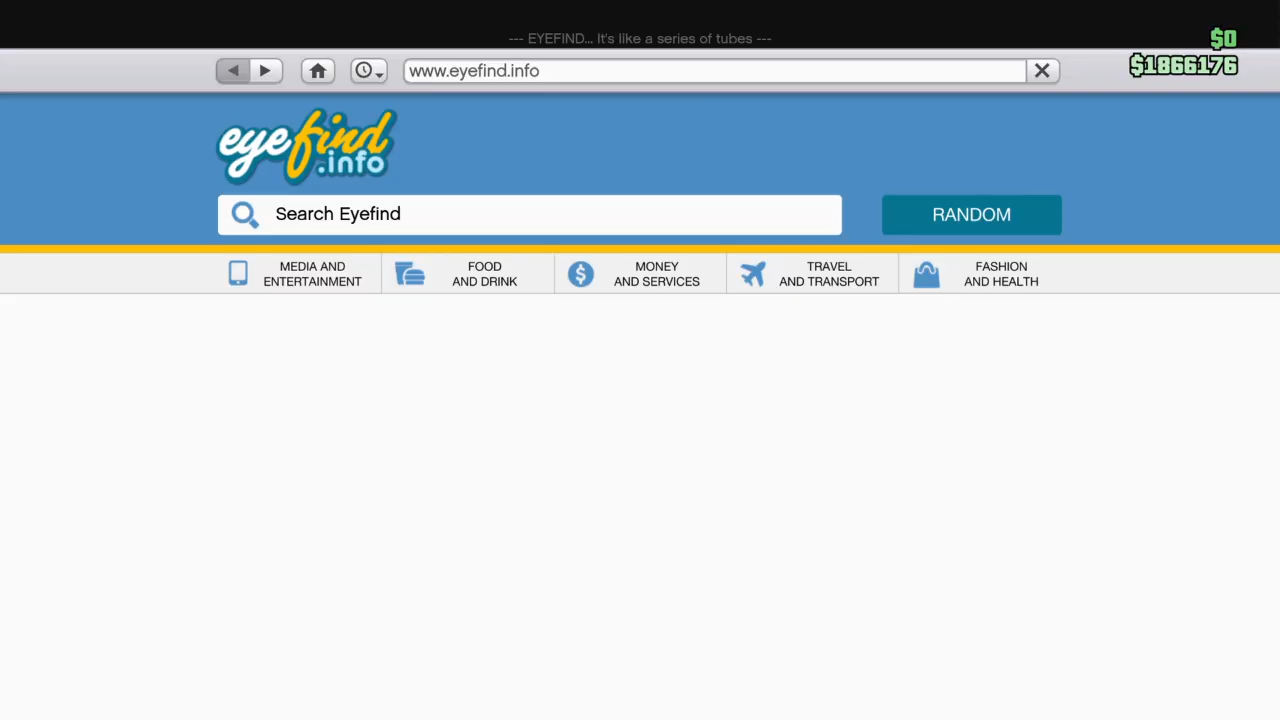 --- EYEFIND... It's like a series of tubes ---
$0
$1866176
www.eyefind.info
eyefind
.info
Search Eyefind
RANDOM
MEDIA AND
ENTERTAINMENT
FOOD
AND DRINK
MONEY
AND SERVICES
TRAVEL
AND TRANSPORT
FASHION
AND HEALTH